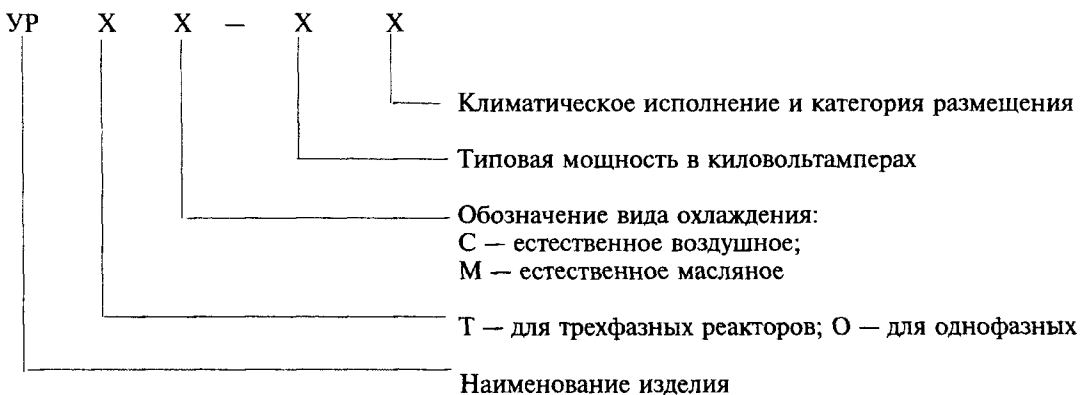 УР Х Х — Х Х
Климатическое исполнение и категория размещения
Типовая мощность в киловольтамперах
Обозначение вида охлаждения:
С — естественное воздушное;
М — естественное масляное
Т — для трехфазных реакторов; О — для однофазных
Наименование изделия